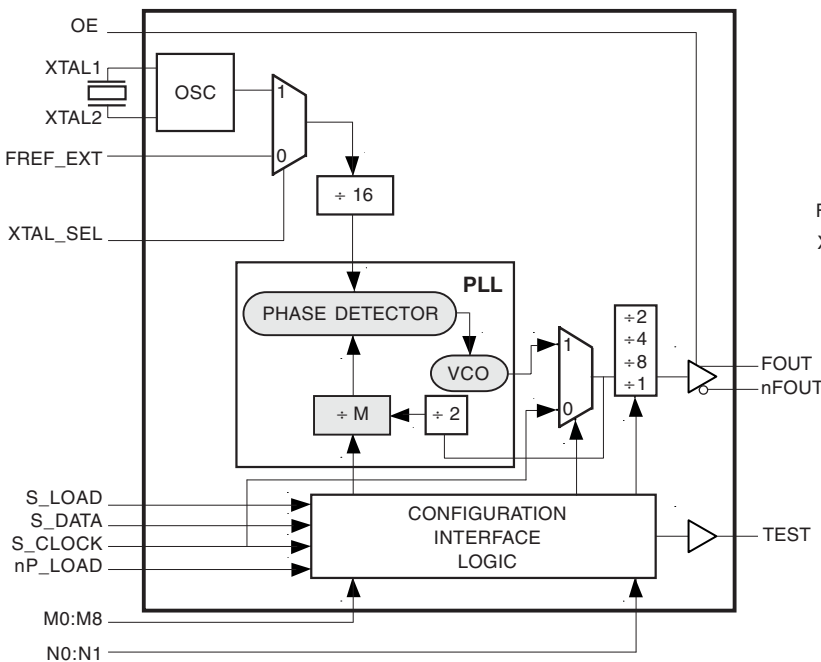 OE
XTAL1
OSC
1
XTAL2
FREF_EXT
0
÷ 16
XTAL_SEL
PLL
PHASE DETECTOR
VCO
1
÷2
÷4
÷8
÷1
FOUT
nFOUT
÷ M
÷ 2
0
S_LOAD
S_DATA
S_CLOCK
nP_LOAD
CONFIGURATION
INTERFACE
LOGIC
TEST
M0:M8
N0:N1